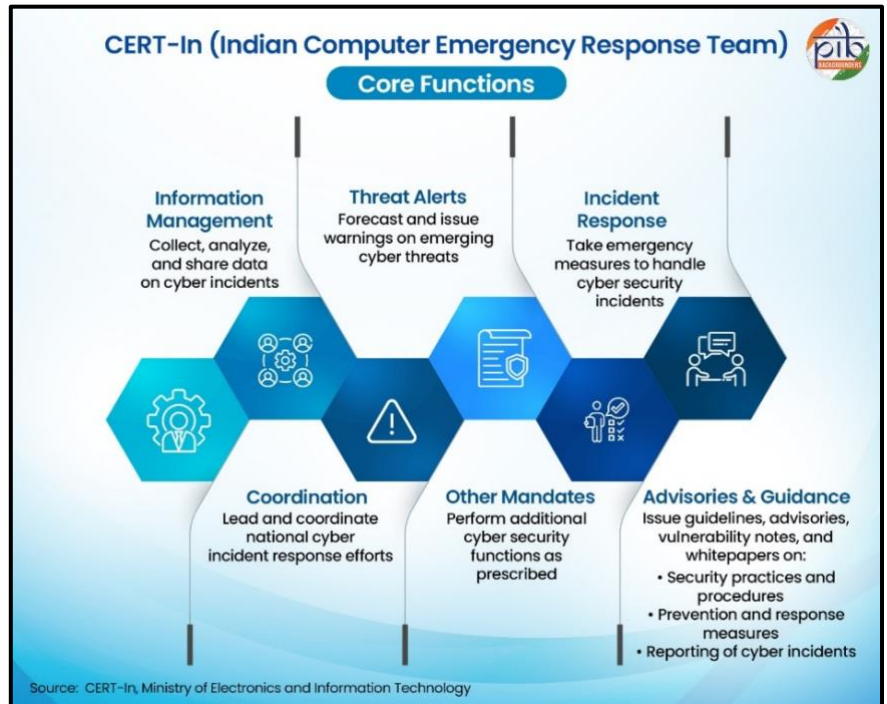 CERT-In (Indian Computer Emergency Response Team)
pib
BACKGROUNDERS
Core Functions
Information
Management
Collect, analyze,
and share data
on cyber incidents
Threat Alerts
Forecast and issue
warnings on emerging
cyber threats
Incident
Response
Take emergency
measures to handle
cyber security
incidents
Coordination
Lead and coordinate
national cyber
incident response efforts
Other Mandates
Perform additional
cyber security
functions as
prescribed
Advisories & Guidance
Issue guidelines, advisories,
vulnerability notes, and
whitepapers on:
• Security practices and
procedures
• Prevention and response
measures
• Reporting of cyber incidents
Source: CERT-In, Ministry of Electronics and Information Technology